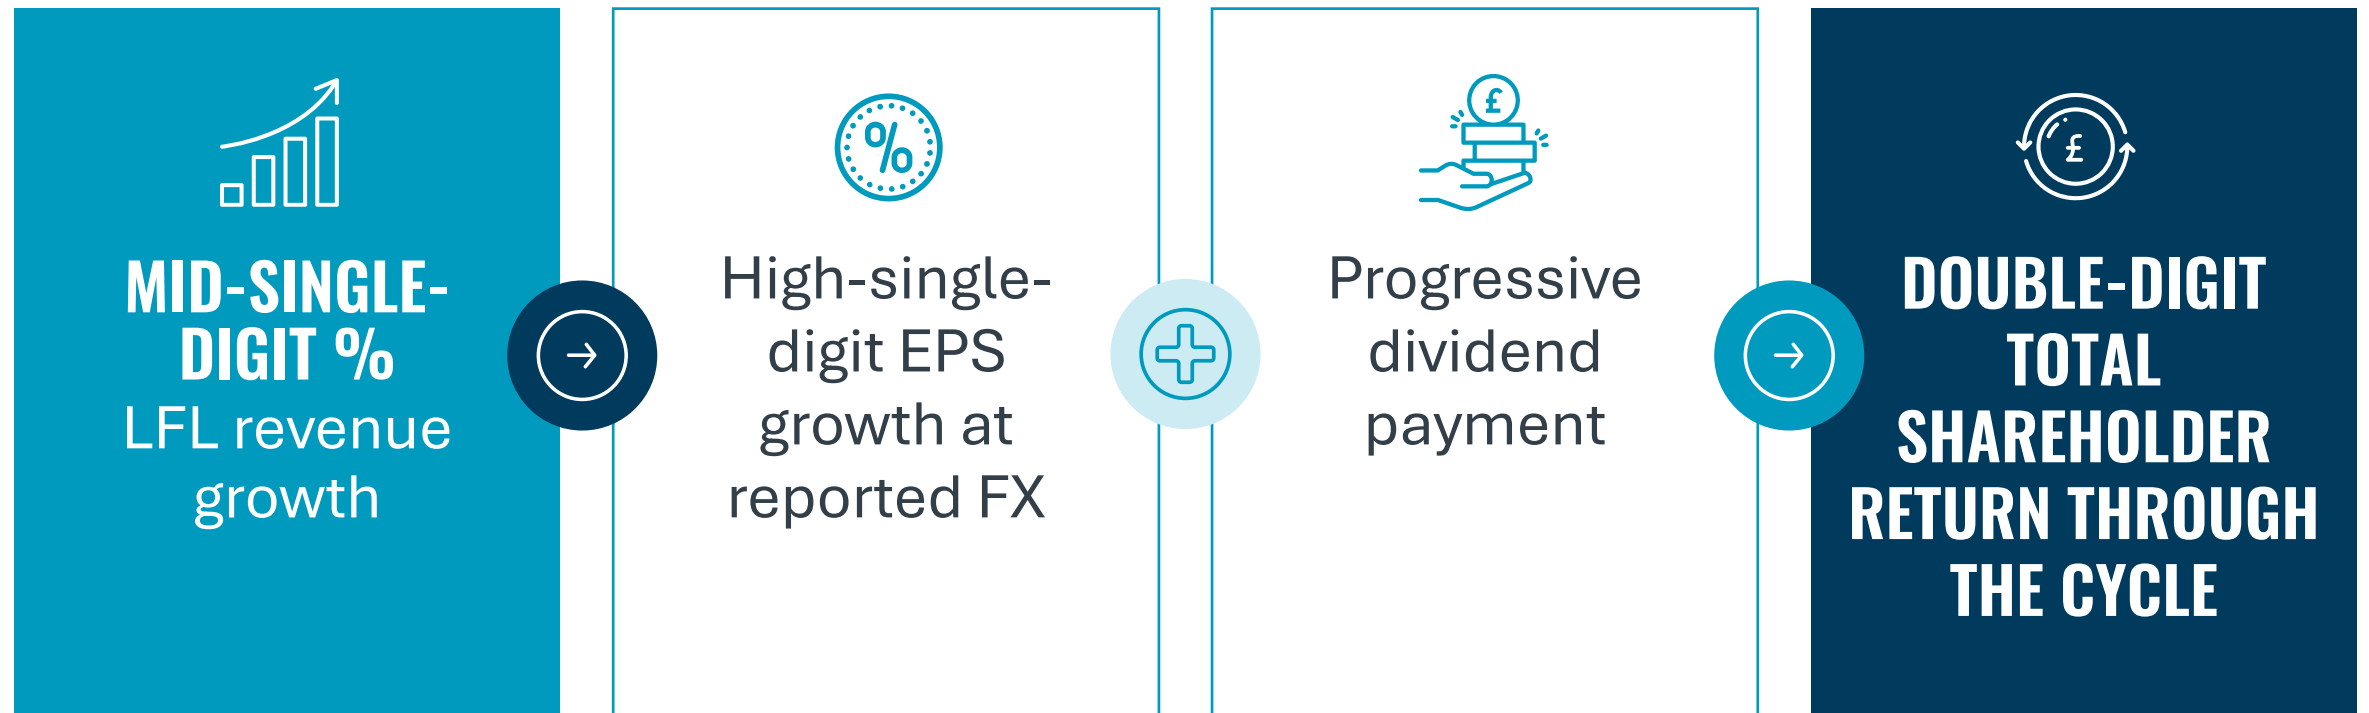 MID-SINGLE-
DIGIT %
LFL revenue
growth
%
High-single-
digit EPS
growth at
reported FX
£
Progressive
dividend
payment
£
DOUBLE-DIGIT
TOTAL
SHAREHOLDER
RETURN THROUGH
THE CYCLE